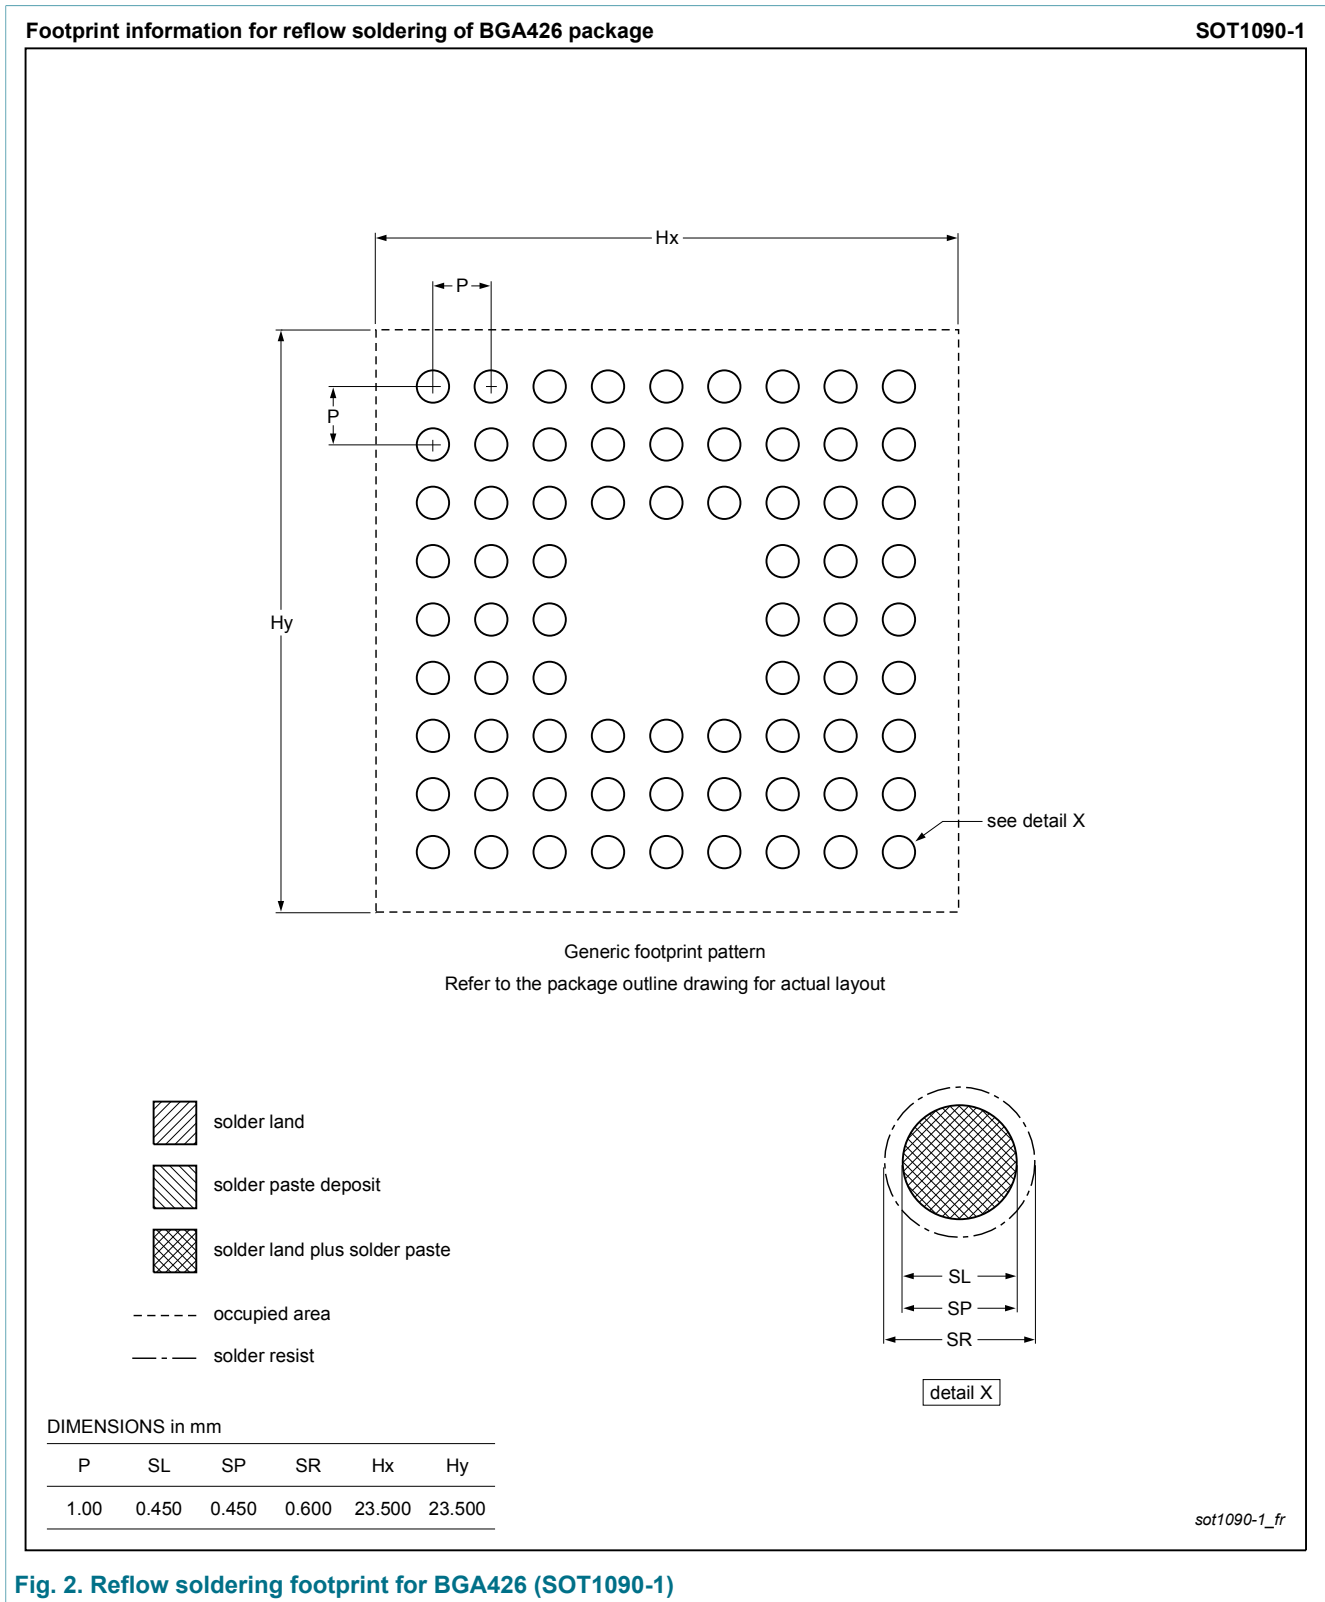 Footprint information for reflow soldering of BGA426 package SOT1090-1
Hx
P
P
Hy
see detail X
Generic footprint pattern
Refer to the package outline drawing for actual layout
solder land
solder paste deposit
solder land plus solder paste
occupied area
solder resist
SL
SP
SR
detail X
DIMENSIONS in mm
P SL SP SR Hx Hy
1.00 0.450 0.450 0.600 23.500 23.500
sot1090-1_fr
Fig. 2. Reflow soldering footprint for BGA426 (SOT1090-1)